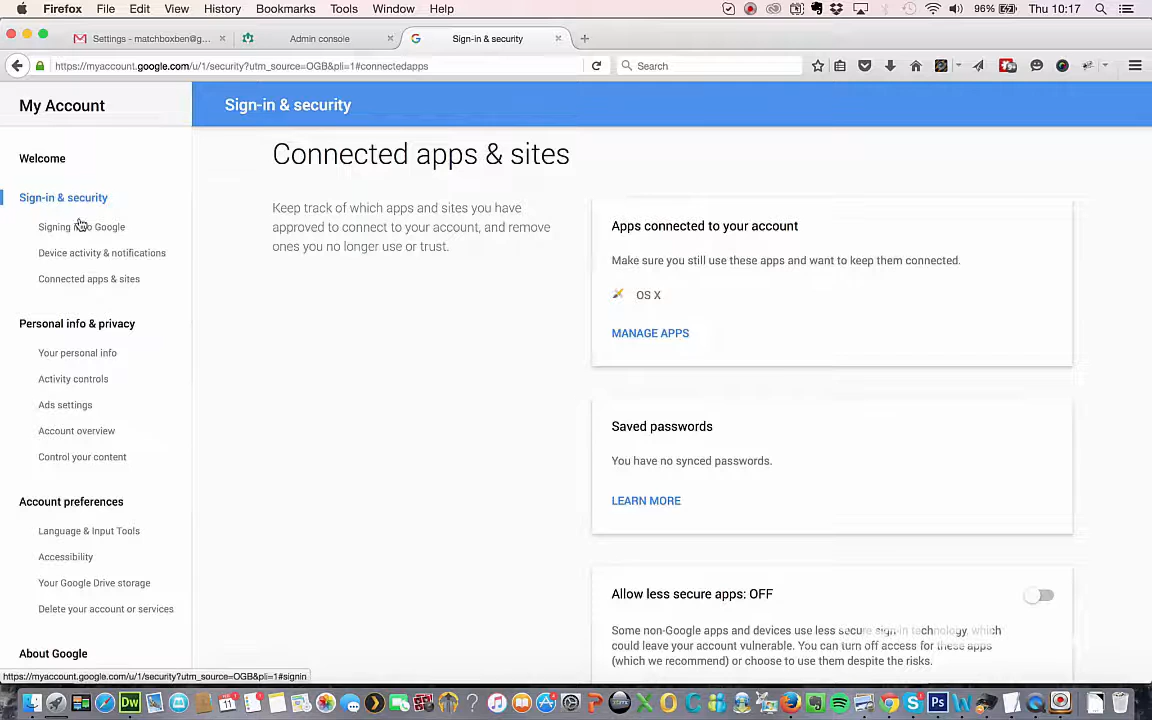 Firefox File Edit View History Bookmarks Tools Window Help 96% Thu 10:17
Settings - matchboxben@g... Admin console Sign-in & security
https://myaccount.google.com/u/1/security?utm_source=OGB&pli=1#connectedapps Search
My Account
Sign-in & security
Welcome
Sign-in & security
Signing into Google
Device activity & notifications
Connected apps & sites
Personal info & privacy
Your personal info
Activity controls
Ads settings
Account overview
Control your content
Account preferences
Language & Input Tools
Accessibility
Your Google Drive storage
Delete your account or services
About Google
Connected apps & sites
Keep track of which apps and sites you have
approved to connect to your account, and remove
ones you no longer use or trust.
Apps connected to your account
Make sure you still use these apps and want to keep them connected.
OS X
MANAGE APPS
Saved passwords
You have no synced passwords.
LEARN MORE
Allow less secure apps: OFF
Some non-Google apps and devices use less secure sign-in technology, which
could leave your account vulnerable. You can turn off access for these apps
(which we recommend) or choose to use them despite the risks.
https://myaccount.google.com/u/1/security?utm_source=OGB&pli=1#signin